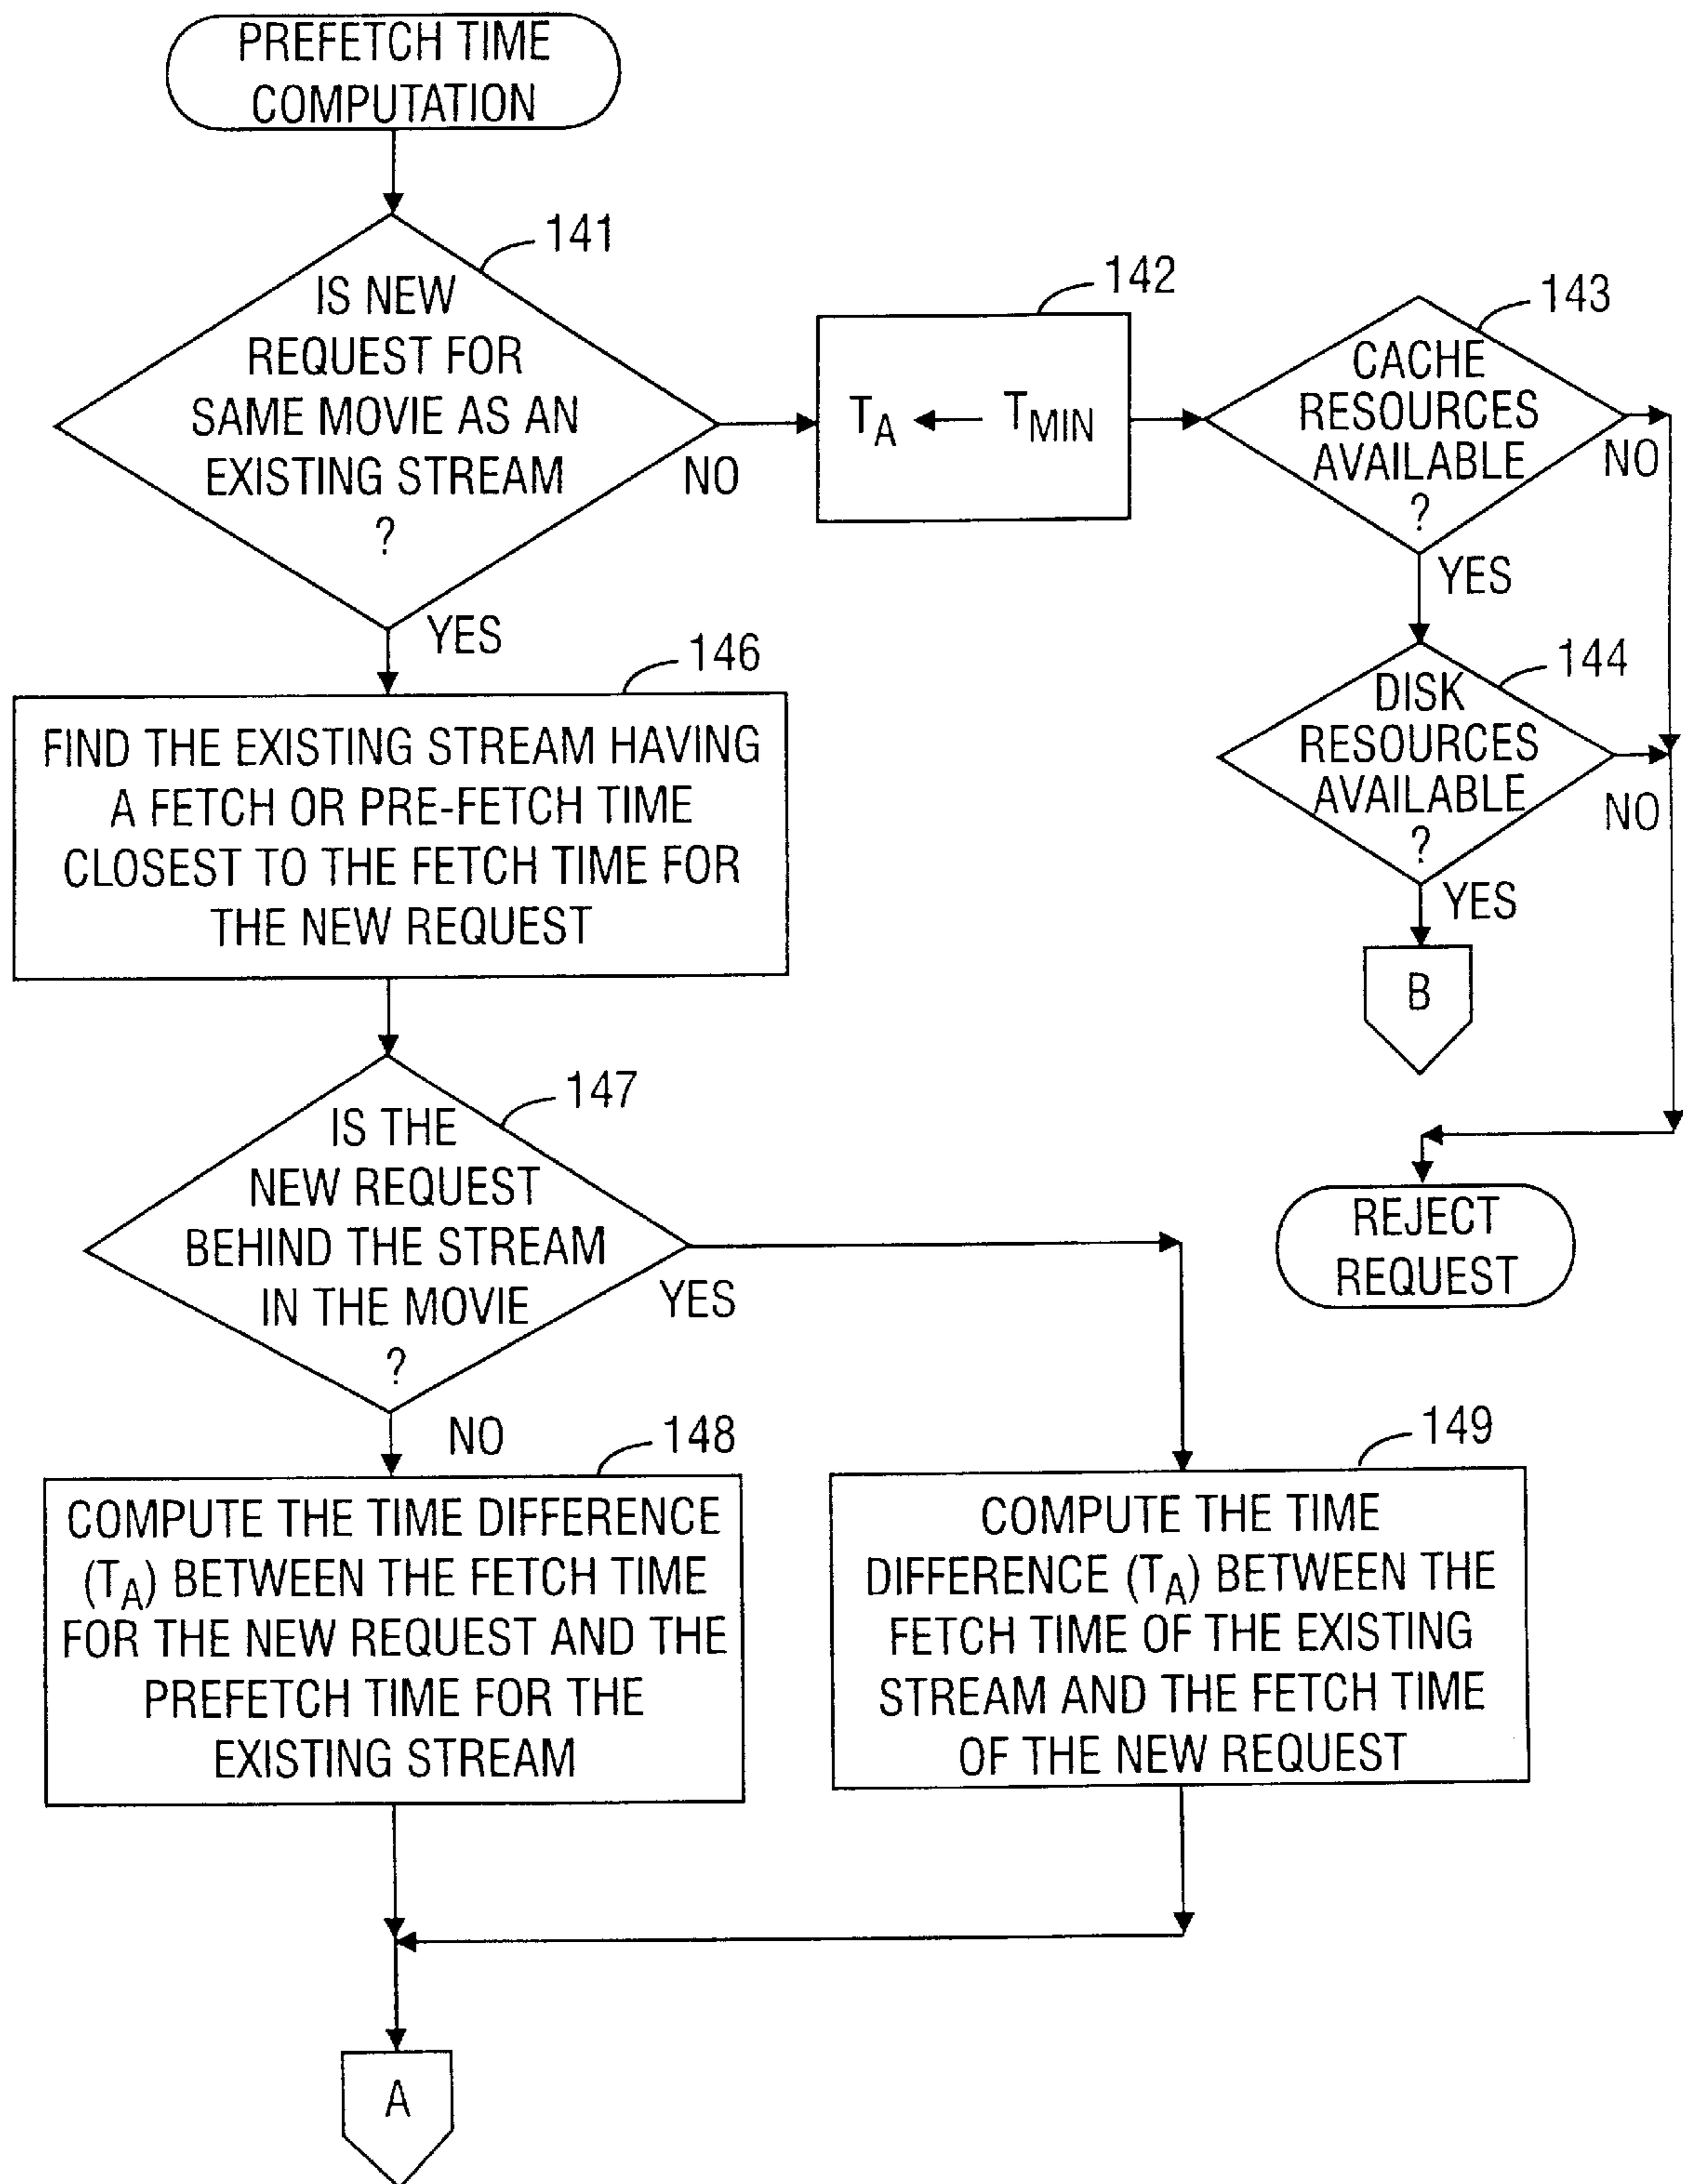 PREFETCH TIME
COMPUTATION
141
IS NEW
REQUEST FOR
SAME MOVIE AS AN
EXISTING STREAM
?
NO
YES
142
TA ← TMIN
143
CACHE
RESOURCES
AVAILABLE
?
NO
YES
144
DISK
RESOURCES
AVAILABLE
?
NO
YES
B
REJECT
REQUEST
146
FIND THE EXISTING STREAM HAVING
A FETCH OR PRE-FETCH TIME
CLOSEST TO THE FETCH TIME FOR
THE NEW REQUEST
147
IS THE
NEW REQUEST
BEHIND THE STREAM
IN THE MOVIE
?
YES
NO
148
COMPUTE THE TIME DIFFERENCE
(TA) BETWEEN THE FETCH TIME
FOR THE NEW REQUEST AND THE
PREFETCH TIME FOR THE
EXISTING STREAM
149
COMPUTE THE TIME
DIFFERENCE (TA) BETWEEN THE
FETCH TIME OF THE EXISTING
STREAM AND THE FETCH TIME
OF THE NEW REQUEST
A